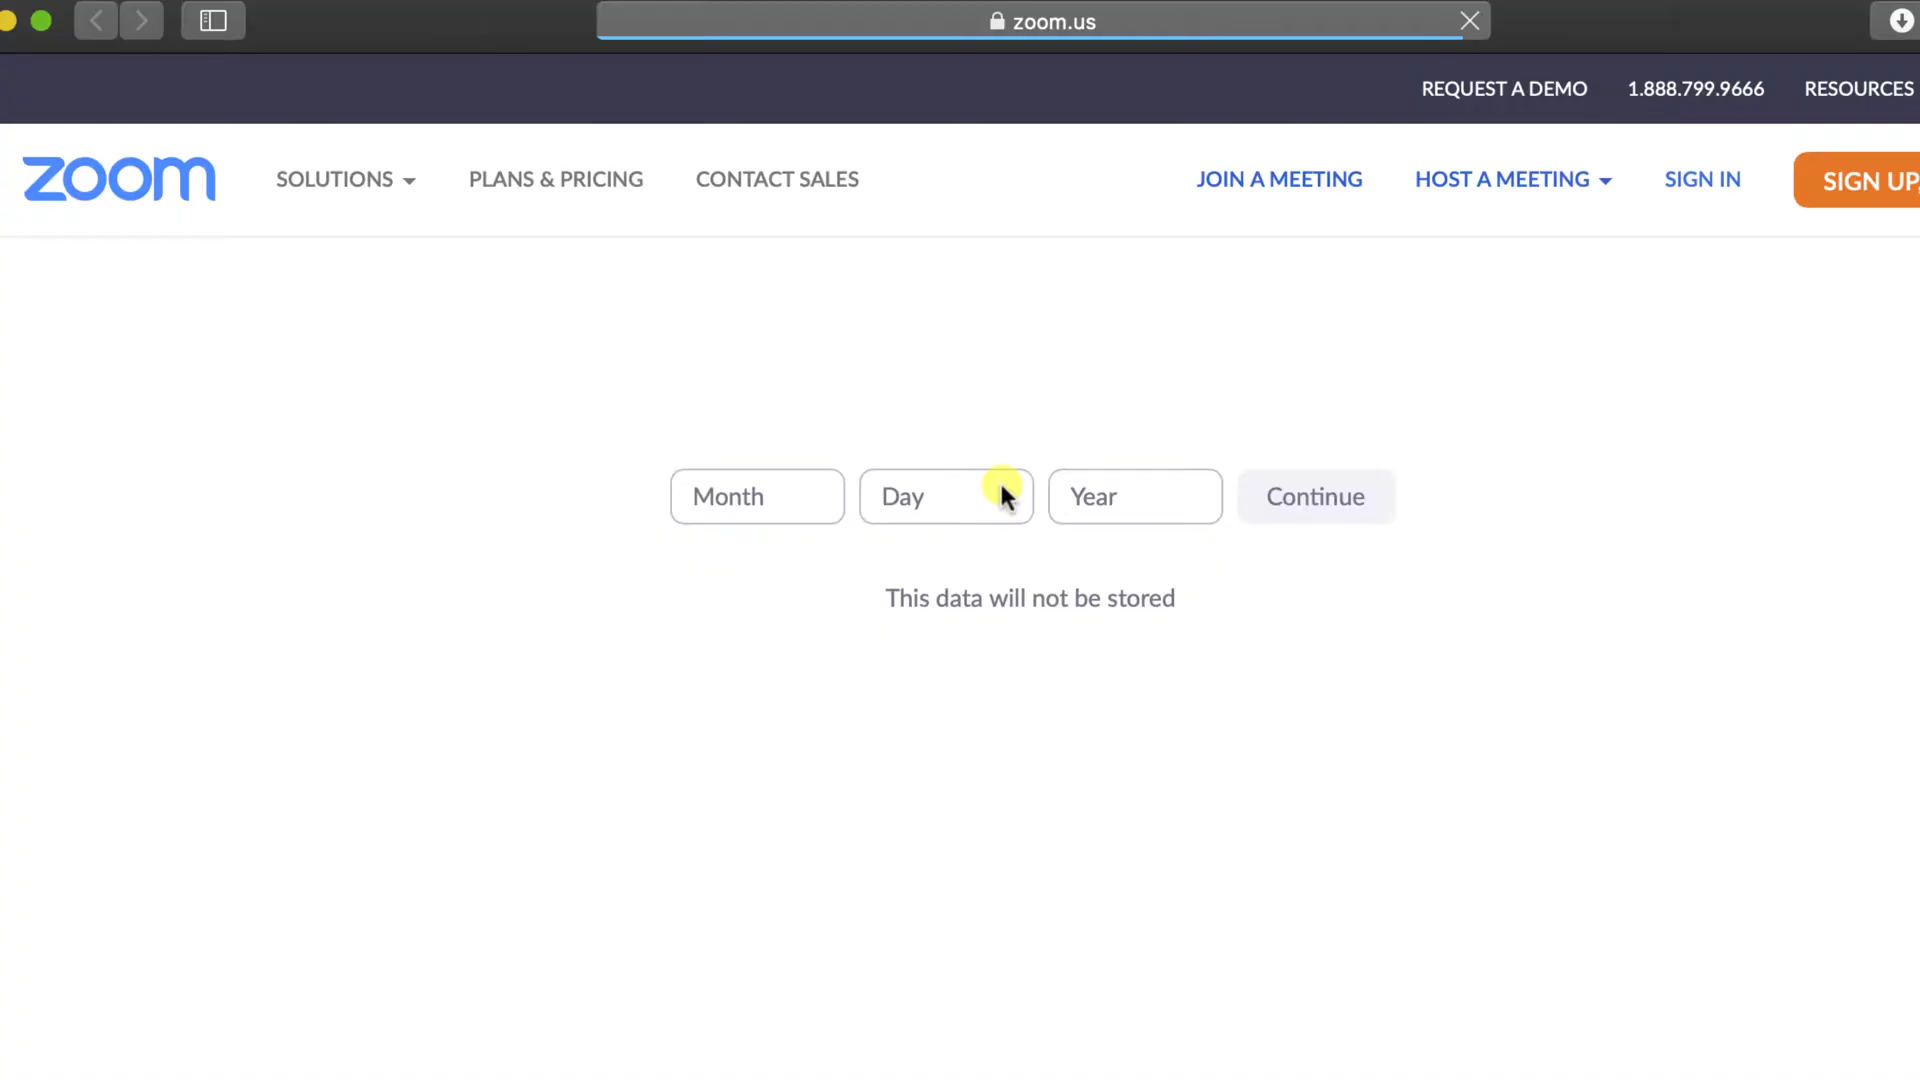 zoom.us
REQUEST A DEMO 1.888.799.9666 RESOURCES
zoom SOLUTIONS PLANS & PRICING CONTACT SALES JOIN A MEETING HOST A MEETING SIGN IN SIGN UP,
Month Day Year Continue
This data will not be stored